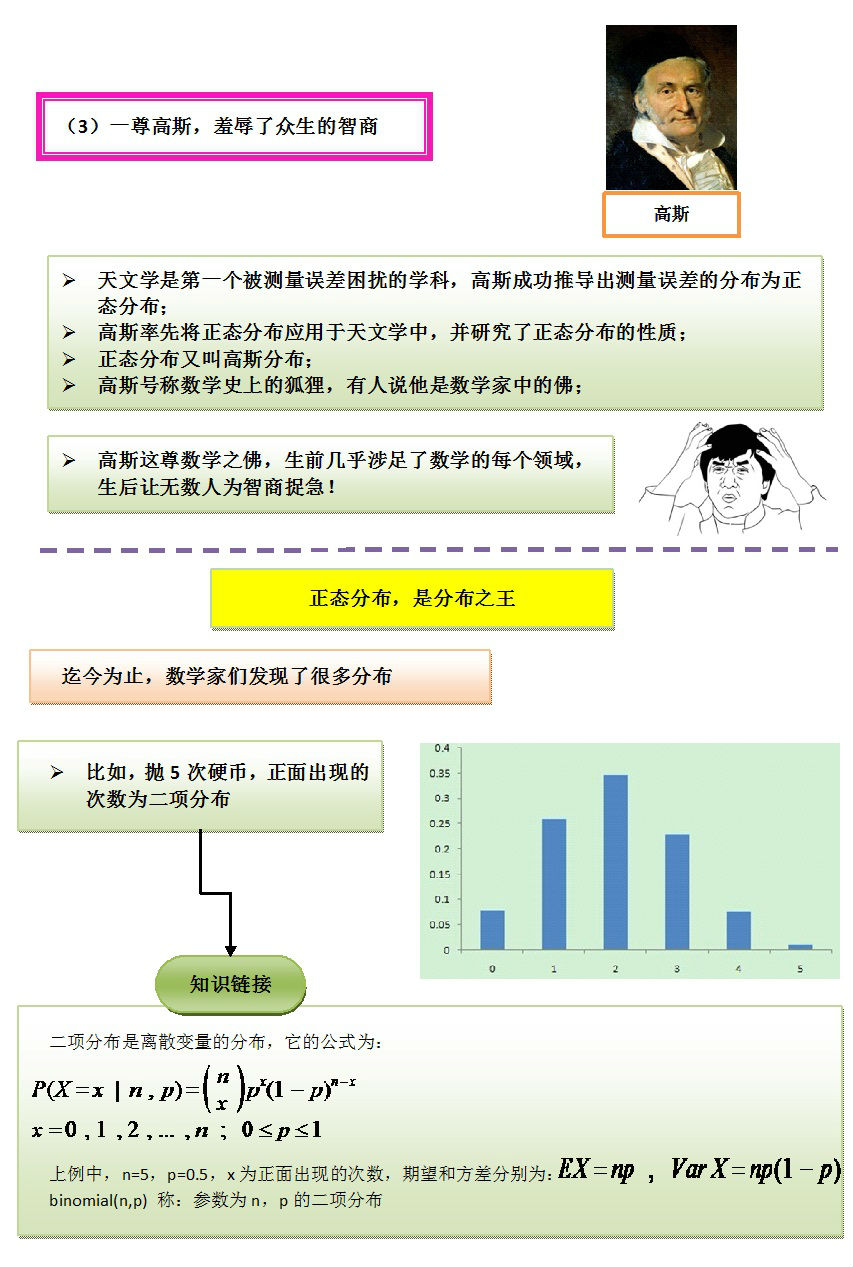 （3）一尊高斯，羞辱了众生的智商
高斯
➢ 天文学是第一个被测量误差困扰的学科，高斯成功推导出测量误差的分布为正
态分布；
➢ 高斯率先将正态分布应用于天文学中，并研究了正态分布的性质；
➢ 正态分布又叫高斯分布；
➢ 高斯号称数学史上的狐狸，有人说他是数学家中的佛；
➢ 高斯这尊数学之佛，生前几乎涉足了数学的每个领域，
生后让无数人为智商捉急！
正态分布，是分布之王
迄今为止，数学家们发现了很多分布
➢ 比如，抛 5 次硬币，正面出现的
次数为二项分布
0.4
0.35
0.3
0.25
0.2
0.15
0.1
0.05
0
0 1 2 3 4 5
知识链接
二项分布是离散变量的分布，它的公式为：
P(X = x | n , p) = (n x) p^x (1 − p)^{n−x}
x = 0 , 1 , 2 , ... , n ; 0 ≤ p ≤ 1
上例中，n=5，p=0.5，x 为正面出现的次数，期望和方差分别为：EX = np , Var X = np(1 − p)
binomial(n,p) 称：参数为 n，p 的二项分布